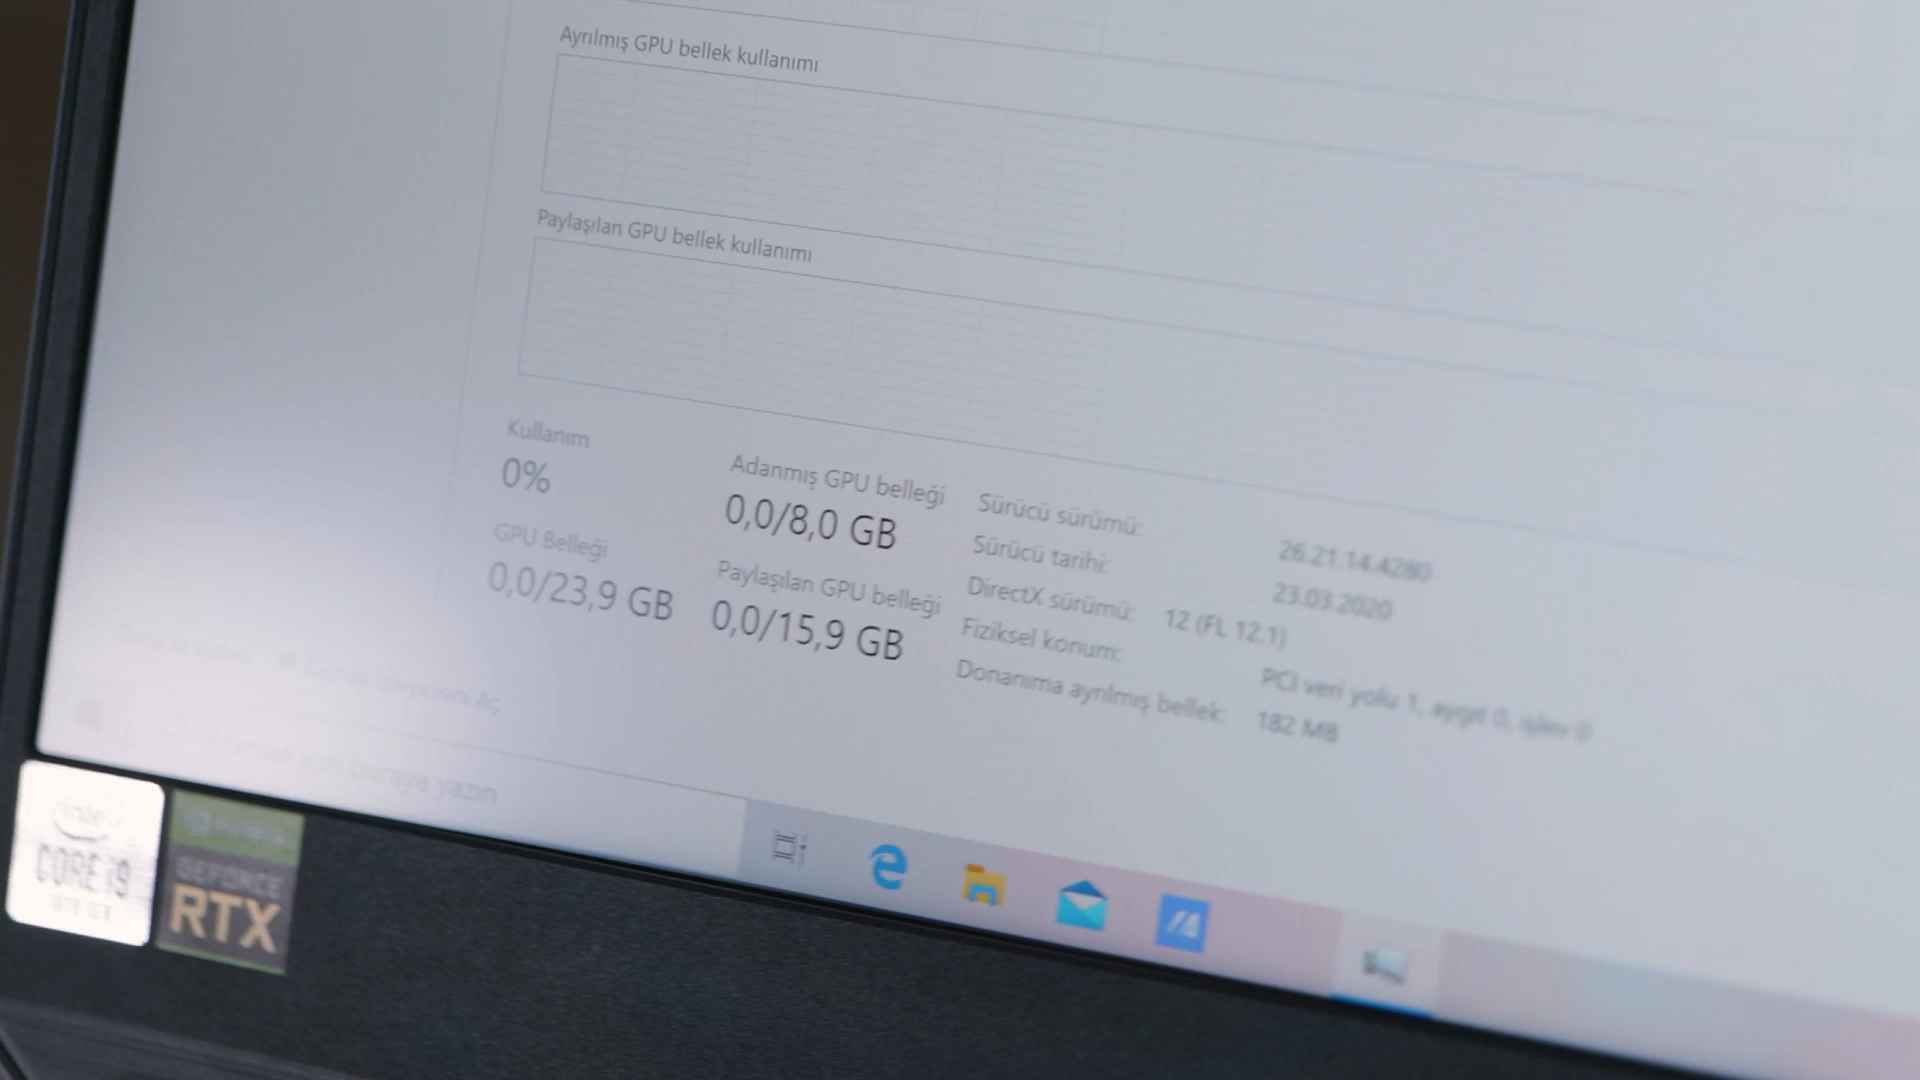 Ayrılmış GPU bellek kullanımı
Paylaşılan GPU bellek kullanımı
Kullanım
0%
GPU Belleği
0,0/23,9 GB
Adanmış GPU belleği
0,0/8,0 GB
Paylaşılan GPU belleği
0,0/15,9 GB
Sürücü sürümü: 26.21.14.4280
Sürücü tarihi: 23.03.2020
DirectX sürümü: 12 (FL 12.1)
Fiziksel konum: PCI veri yolu 1, aygıt 0, işlev 0
Donanıma ayrılmış bellek: 182 MB
Kaynak İzleyicisini Aç
Aramak için buraya yazın
intel
CORE i9
GEFORCE
RTX